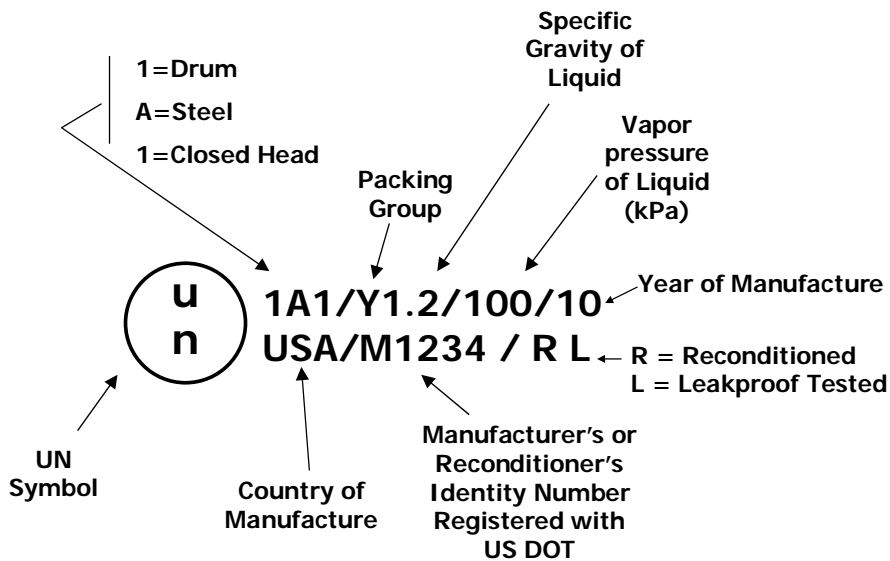 1=Drum
A=Steel
1=Closed Head
Specific
Gravity of
Liquid
Vapor
pressure
of Liquid
(kPa)
Packing
Group
u
n
1A1/Y1.2/100/10
USA/M1234 / R L
Year of Manufacture
R = Reconditioned
L = Leakproof Tested
UN
Symbol
Country of
Manufacture
Manufacturer's or
Reconditioner's
Identity Number
Registered with
US DOT